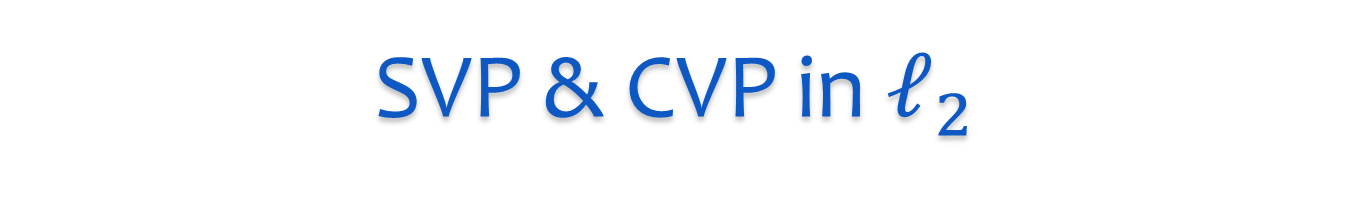 SVP & CVP in ℓ₂